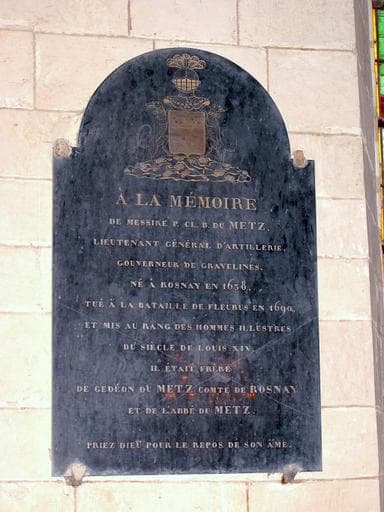 À LA MÉMOIRE
DE MESSIRE P. CL. B. DU METZ,
LIEUTENANT GÉNÉRAL D'ARTILLERIE,
GOUVERNEUR DE GRAVELINES,
NÉ À ROSNAY EN 1638,
TUÉ À LA BATAILLE DE FLEURUS EN 1690,
ET MIS AU RANG DES HOMMES ILLUSTRES
DU SIÈCLE DE LOUIS XIV.
IL ÉTAIT FRÈRE
DE GEDÉON DU METZ COMTE DE ROSNAY
ET DE L'ABBÉ DU METZ.
PRIEZ DIEU POUR LE REPOS DE SON ÂME.